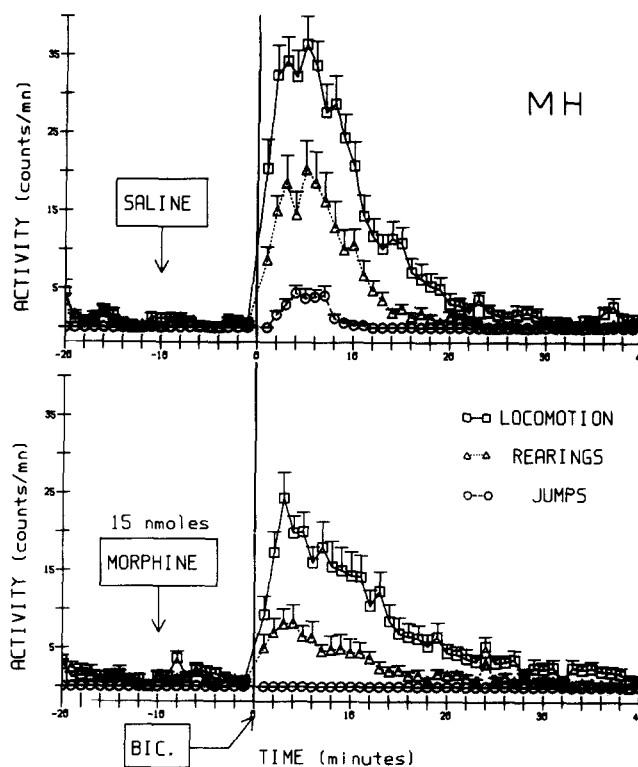 MH
ACTIVITY (counts/mn)
35
25
15
5
SALINE
-20
-10
0
10
20
30
40
ACTIVITY (counts/mn)
35
25
15
5
LOCOMOTION
REARINGS
JUMPS
15 nmoles
MORPHINE
-20
-10
0
10
20
30
BIC.
TIME (minutes)